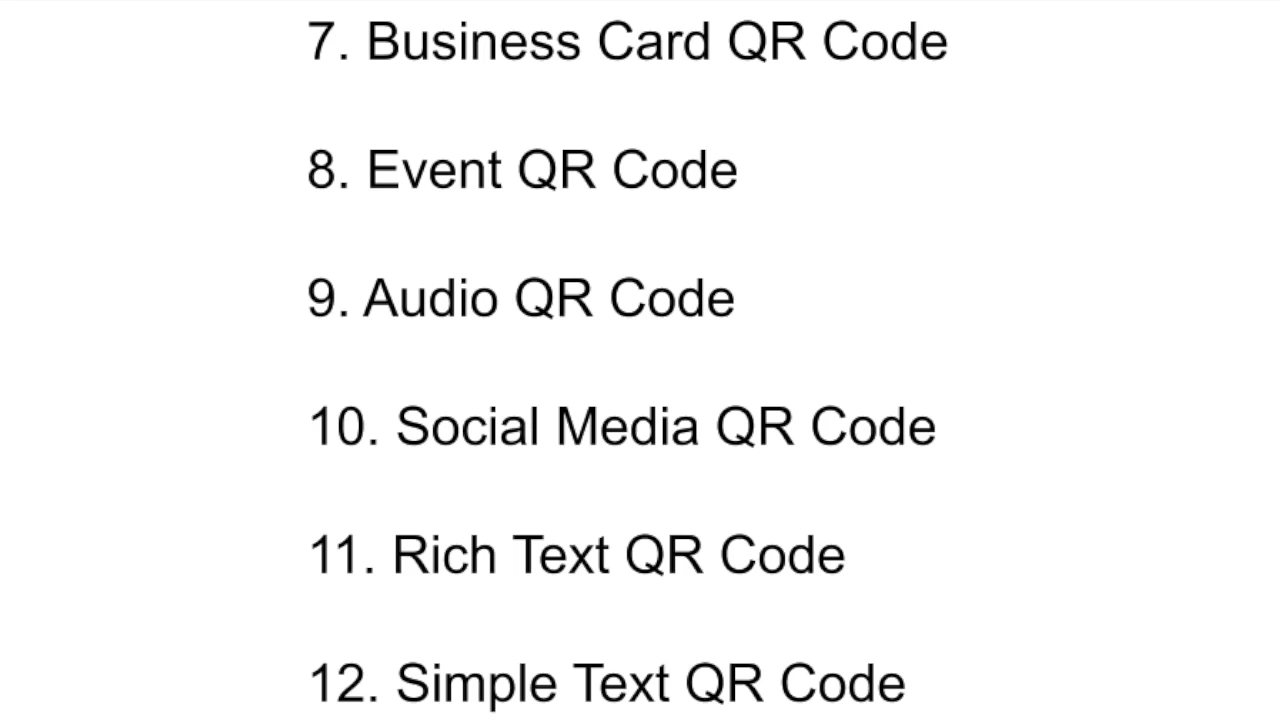 7. Business Card QR Code
8. Event QR Code
9. Audio QR Code
10. Social Media QR Code
11. Rich Text QR Code
12. Simple Text QR Code